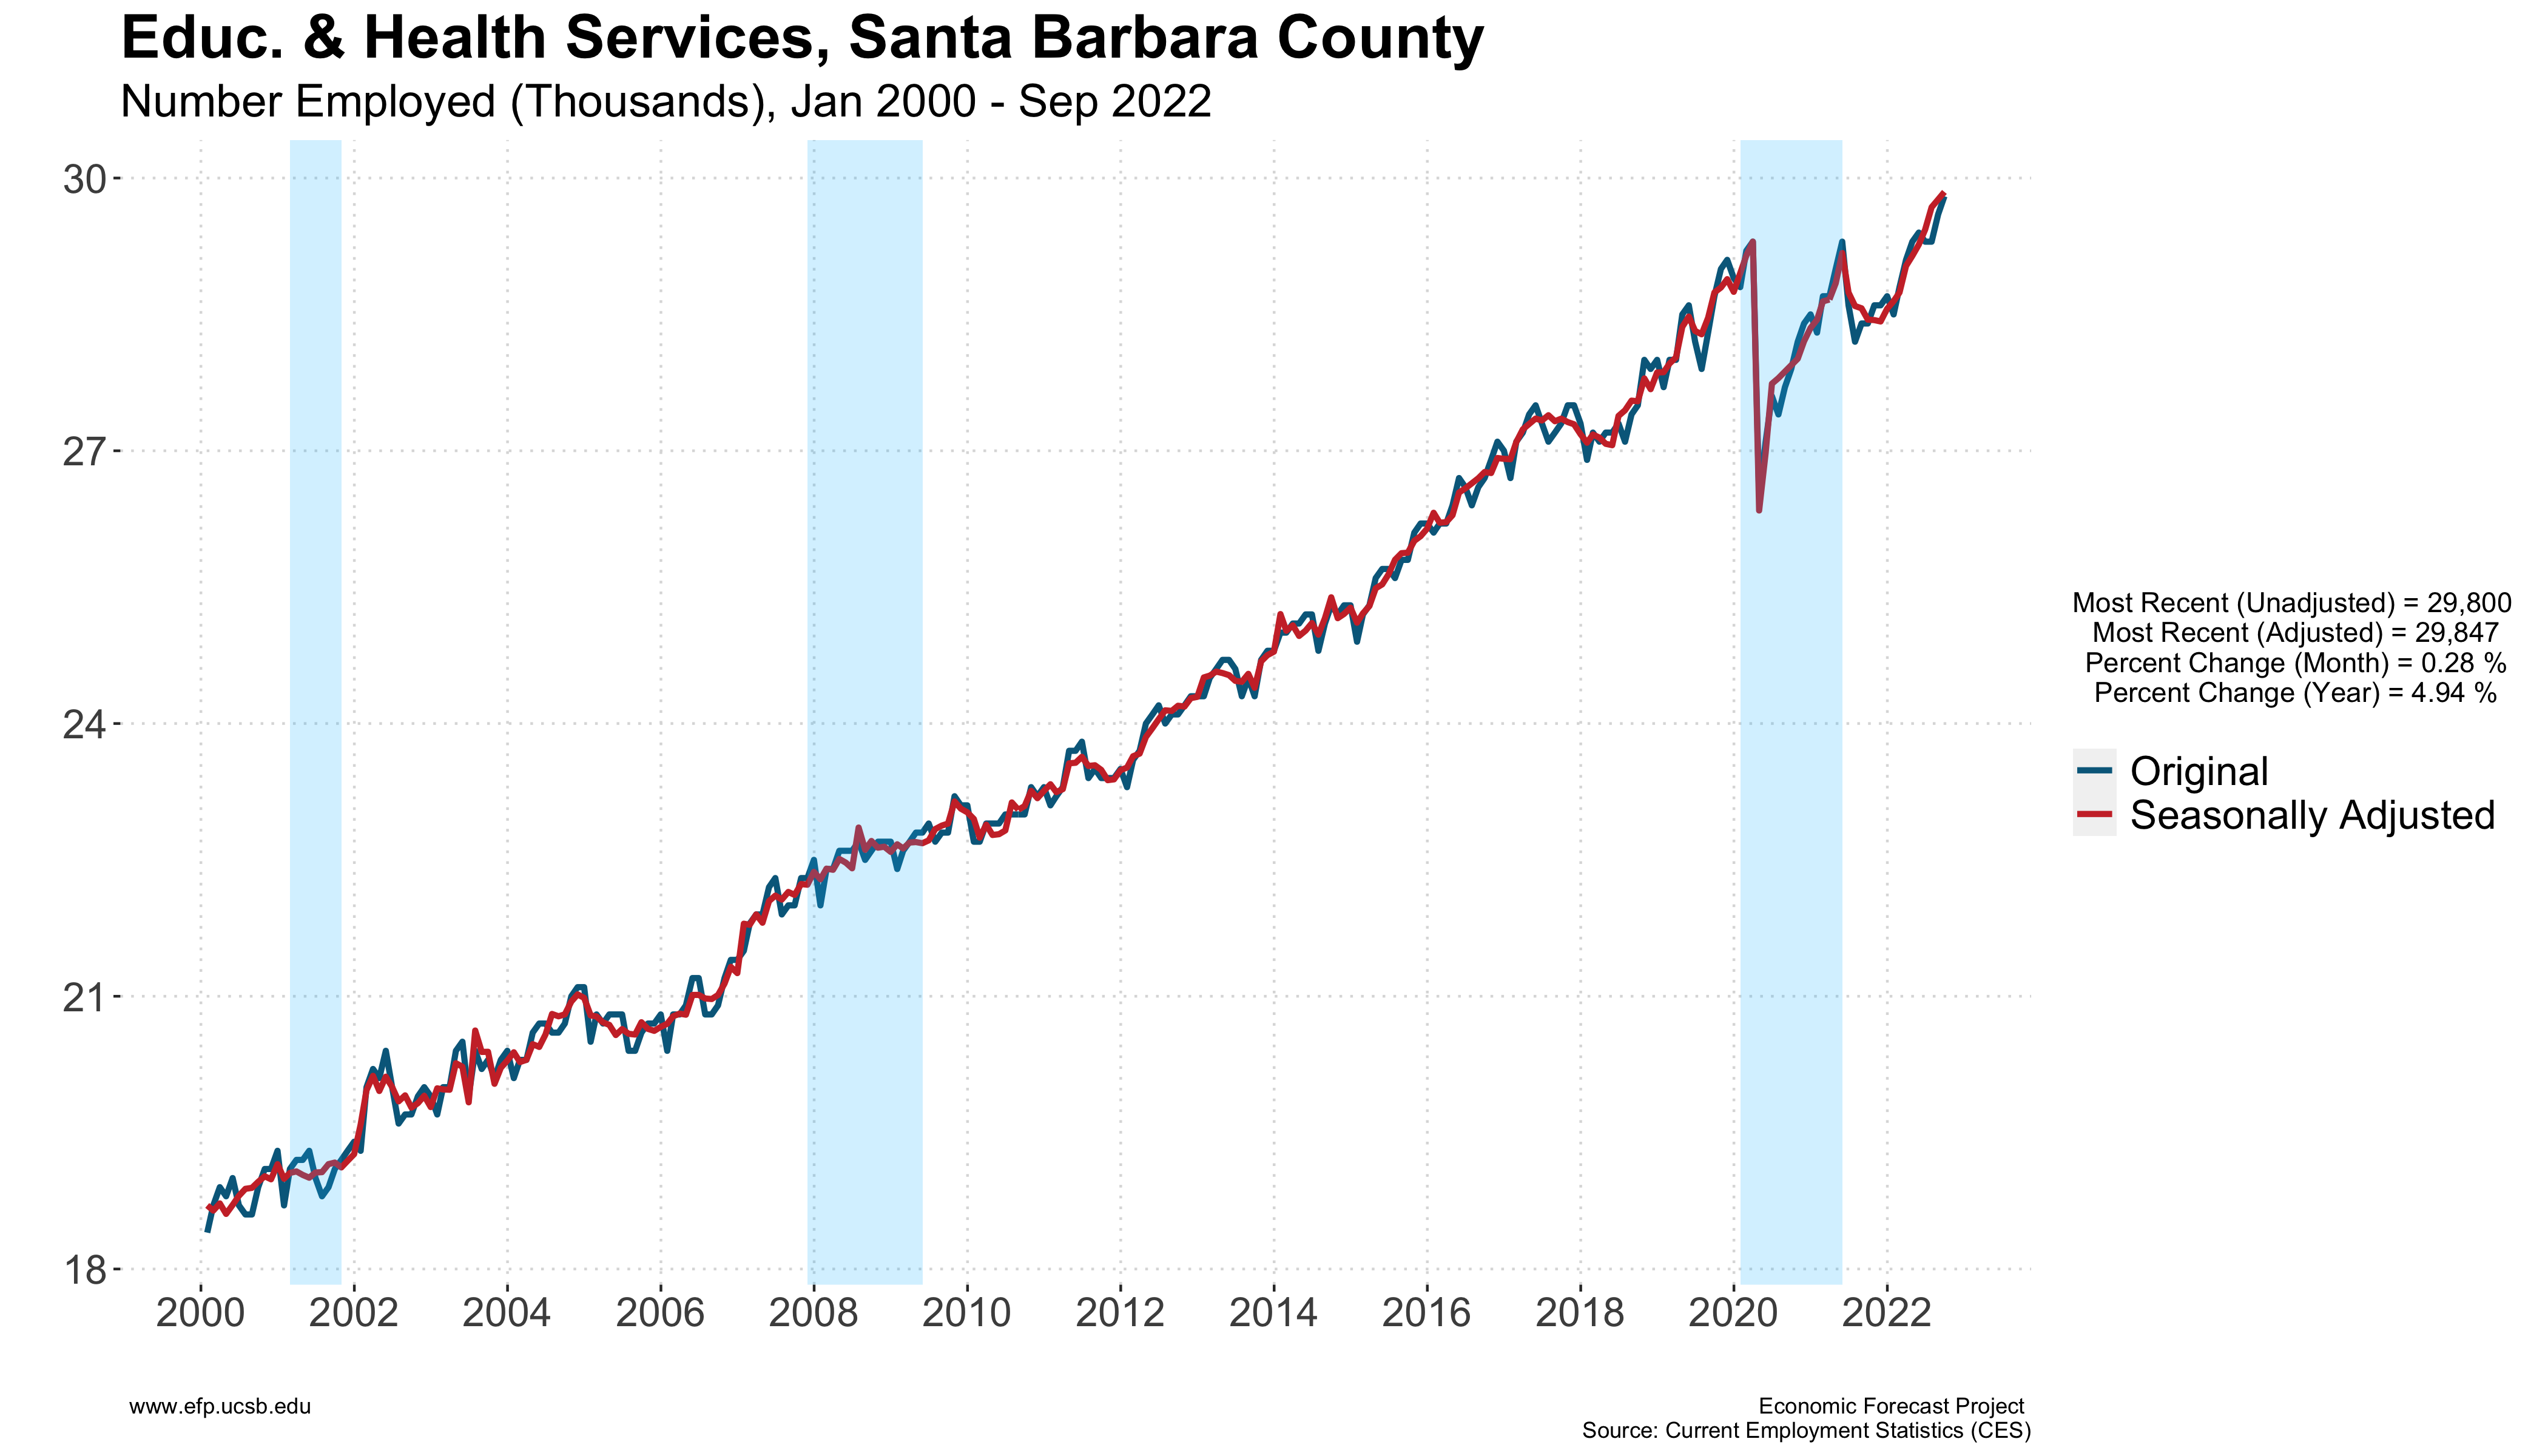 Educ. & Health Services, Santa Barbara County
Number Employed (Thousands), Jan 2000 - Sep 2022
30
27
24
21
18
2000 2002 2004 2006 2008 2010 2012 2014 2016 2018 2020 2022
Most Recent (Unadjusted) = 29,800
Most Recent (Adjusted) = 29,847
Percent Change (Month) = 0.28 %
Percent Change (Year) = 4.94 %
Original
Seasonally Adjusted
www.efp.ucsb.edu
Economic Forecast Project
Source: Current Employment Statistics (CES)